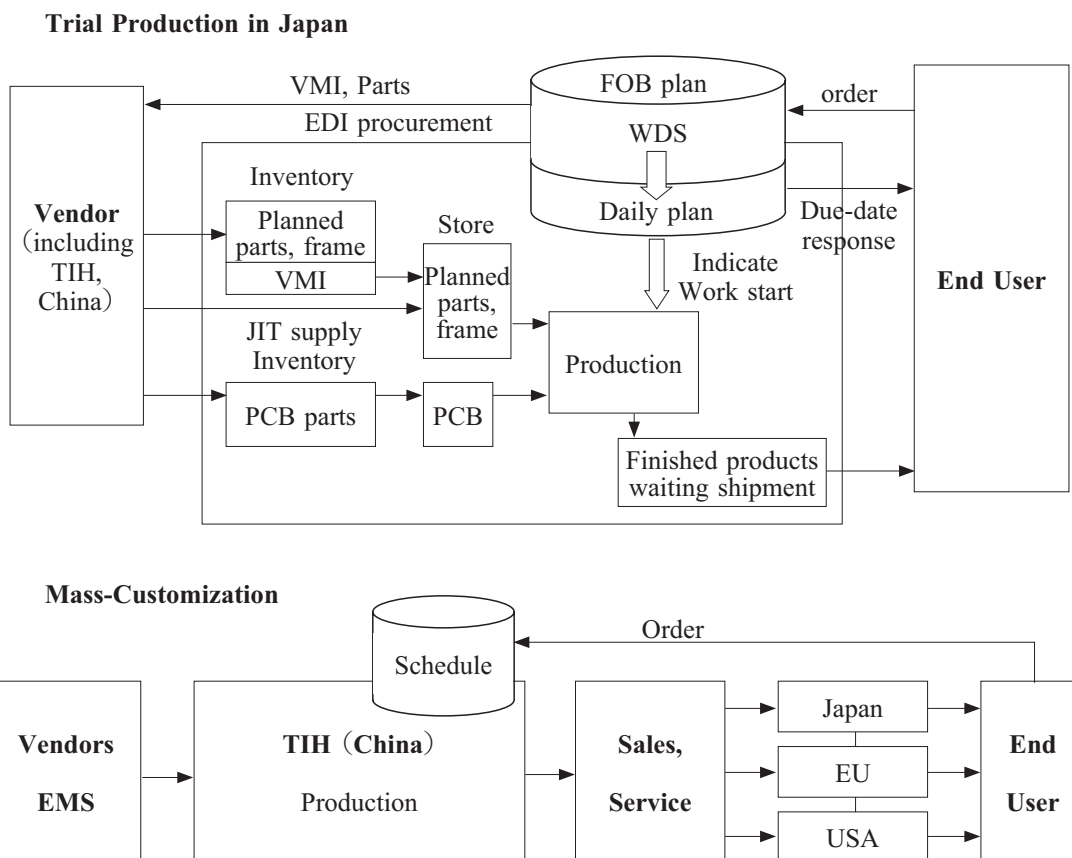 Trial Production in Japan
VMI, Parts
EDI procurement
FOB plan
WDS
Daily plan
order
Due-date
response
End User
Vendor
（including
TIH,
China）
Inventory
Planned
parts, frame
VMI
Store
Planned
parts,
frame
Indicate
Work start
JIT supply
Inventory
PCB parts
PCB
Production
Finished products
waiting shipment
Mass-Customization
Schedule
Order
Vendors
EMS
TIH（China）
Production
Sales,
Service
Japan
EU
USA
End
User